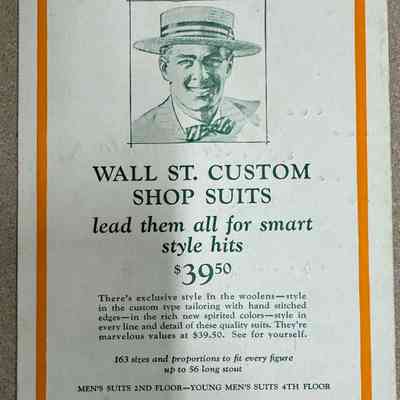 WALL ST. CUSTOM
SHOP SUITS
lead them all for smart
style hits
$39.50
There's exclusive style in the woolens—style
in the custom type tailoring with hand stitched
edges—in the rich new spirited colors—style in
every line and detail of these quality suits. They're
marvelous values at $39.50. See for yourself.
163 sizes and proportions to fit every figure
up to 56 long stout
MEN'S SUITS 2ND FLOOR—YOUNG MEN'S SUITS 4TH FLOOR